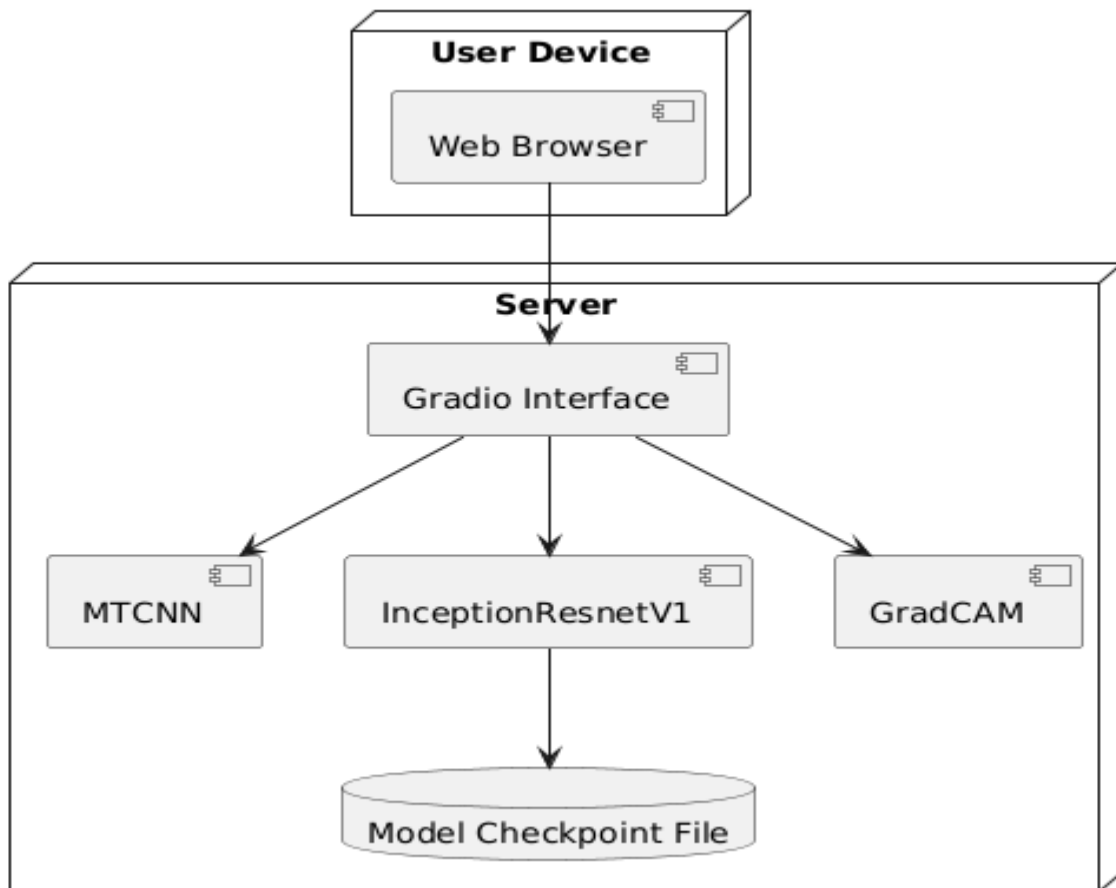 User Device
Web Browser
Server
Gradio Interface
MTCNN
InceptionResnetV1
GradCAM
Model Checkpoint File